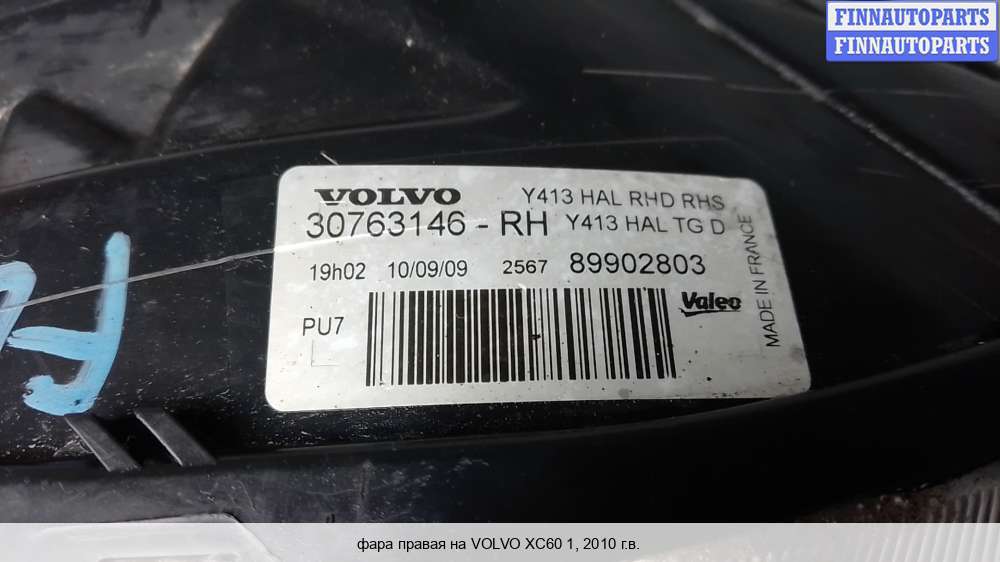 FINNAUTOPARTS
FINNAUTOPARTS
VOLVO Y413 HAL RHD RHS
30763146 - RH Y413 HAL TG D
19h02 10/09/09 2567 89902803
PU7
Valeo
MADE IN FRANCE
фара правая на VOLVO XC60 1, 2010 г.в.